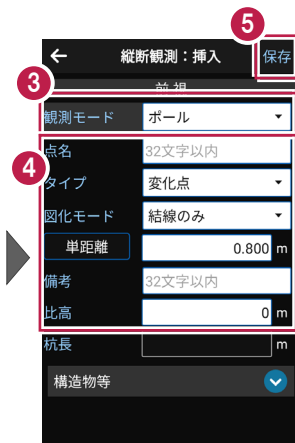 5
← 縦断観測：挿入 保存
前 視
3
観測モード ポール
4
点名 32文字以内
タイプ 変化点
図化モード 結線のみ
単距離 0.800 m
備考 32文字以内
比高 0 m
杭長 m
構造物等